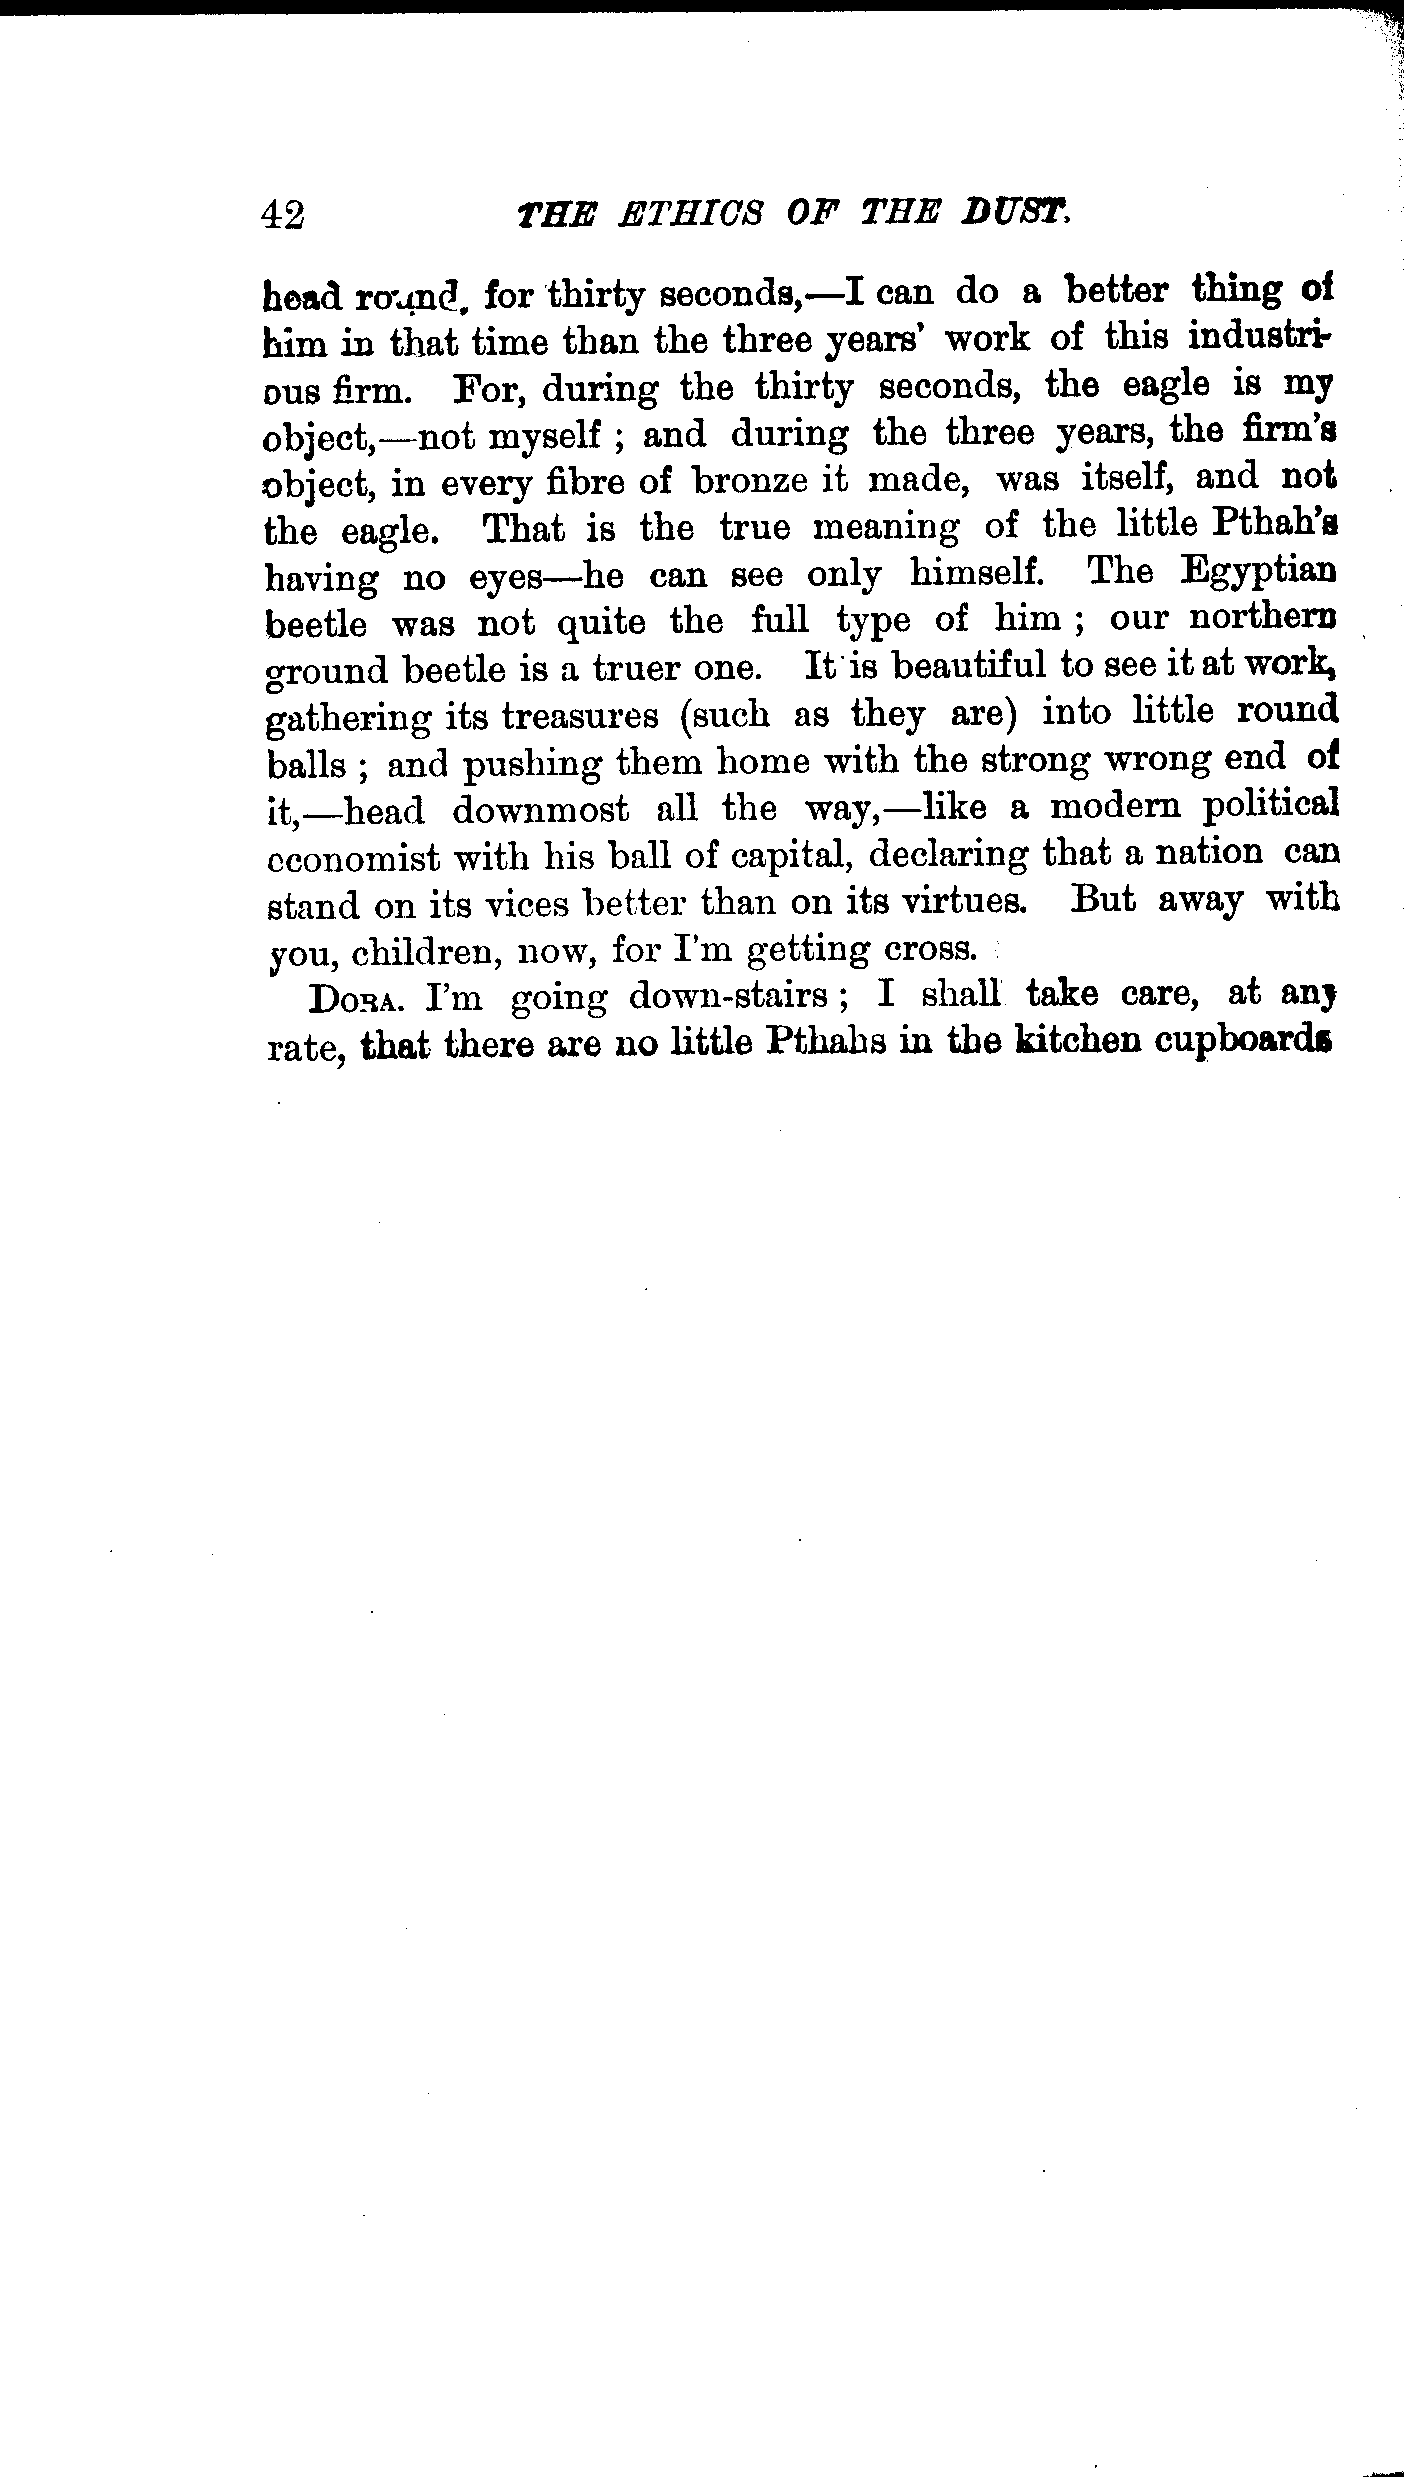 42 THE ETHICS OF THE DUST.
head round, for thirty seconds,—I can do a better thing of
him in that time than the three years' work of this industri-
ous firm. For, during the thirty seconds, the eagle is my
object,—not myself ; and during the three years, the firm's
object, in every fibre of bronze it made, was itself, and not
the eagle. That is the true meaning of the little Pthah's
having no eyes—he can see only himself. The Egyptian
beetle was not quite the full type of him ; our northern
ground beetle is a truer one. It is beautiful to see it at work,
gathering its treasures (such as they are) into little round
balls ; and pushing them home with the strong wrong end of
it,—head downmost all the way,—like a modern political
economist with his ball of capital, declaring that a nation can
stand on its vices better than on its virtues. But away with
you, children, now, for I'm getting cross.
DORA. I'm going down-stairs ; I shall take care, at any
rate, that there are no little Pthahs in the kitchen cupboards